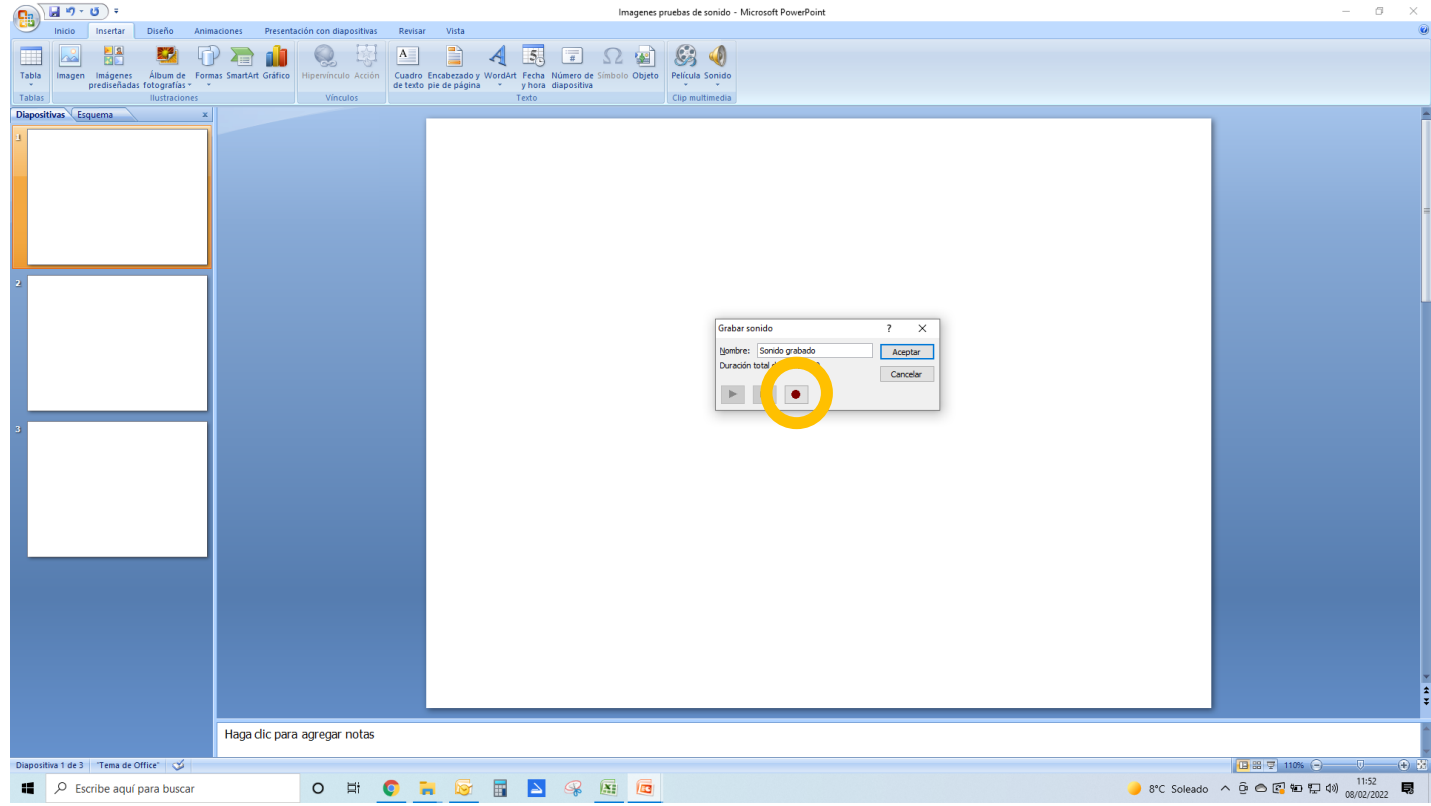 Imagenes pruebas de sonido - Microsoft PowerPoint
Inicio Insertar Diseño Animaciones Presentación con diapositivas Revisar Vista
Tabla Imagen Imágenes prediseñadas Álbum de fotografías Formas SmartArt Gráfico Hipervínculo Acción Cuadro de texto Encabezado y pie de página WordArt Fecha y hora Número de diapositiva Símbolo Objeto Película Sonido
Tablas Ilustraciones Vínculos Texto Clip multimedia
Diapositivas Esquema x
1
2
3
Grabar sonido ?
Nombre: Sonido grabado Aceptar
Duración total
Cancelar
Haga clic para agregar notas
Diapositiva 1 de 3 "Tema de Office" 110%
Escribe aquí para buscar
8°C Soleado
11:52
08/02/2022